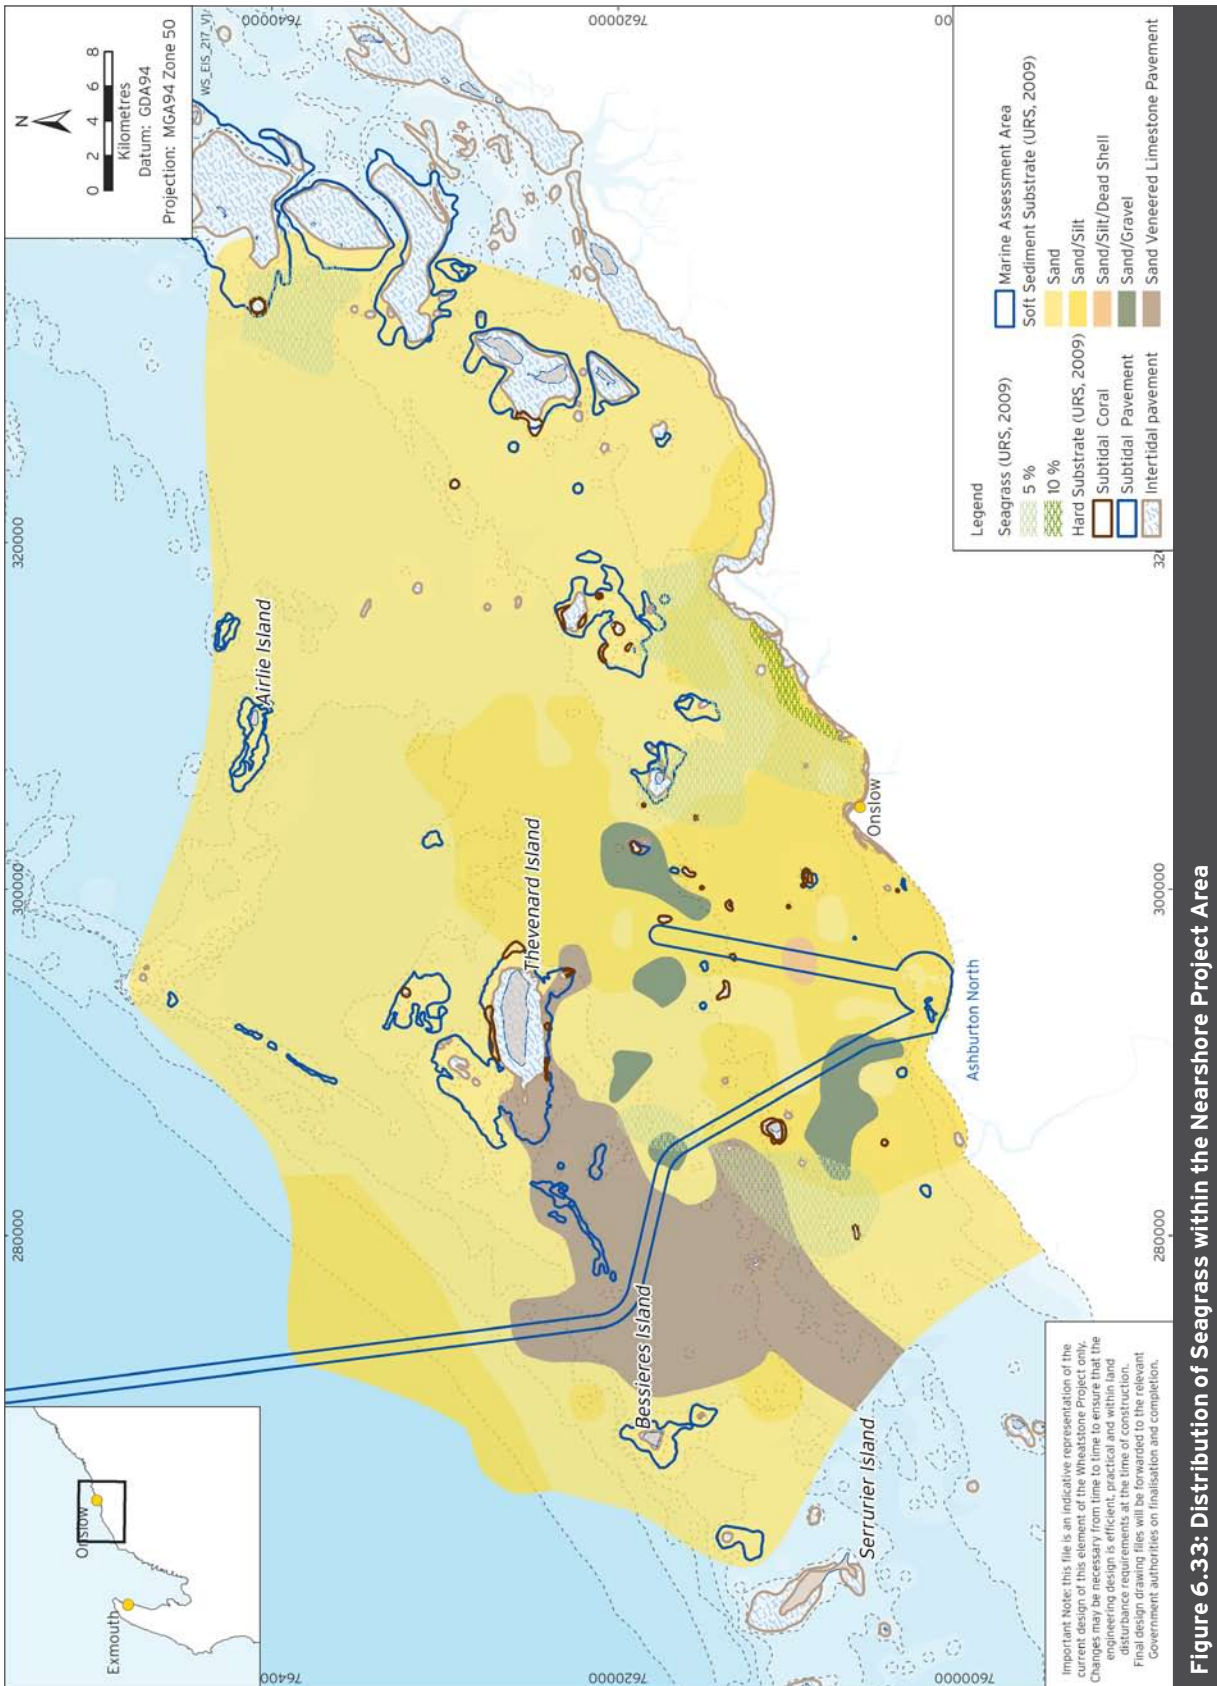 7640000
7620000
00
N
0 2 4 6 8
Kilometres
Datum: GDA94
Projection: MGA94 Zone 50
WS_EIS_217_V1
320000
300000
280000
Airlie Island
Thevenard Island
Bessieres Island
Serrurier Island
Onslow
Ashburton North
Onslow
Exmouth
7640000
7620000
7600000
320
300000
280000
Legend
Seagrass (URS, 2009)
5 %
10 %
Hard Substrate (URS, 2009)
Subtidal Coral
Subtidal Pavement
Intertidal pavement
Marine Assessment Area
Soft Sediment Substrate (URS, 2009)
Sand
Sand/Silt
Sand/Silt/Dead Shell
Sand/Gravel
Sand Veneered Limestone Pavement
Important Note: this file is an indicative representation of the
current design of this element of the Wheatstone Project only.
Changes may be necessary from time to time to ensure that the
engineering design is efficient, practical and within land
disturbance requirements at the time of construction.
Final design drawing files will be forwarded to the relevant
Government authorities on finalisation and completion.
Figure 6.33: Distribution of Seagrass within the Nearshore Project Area